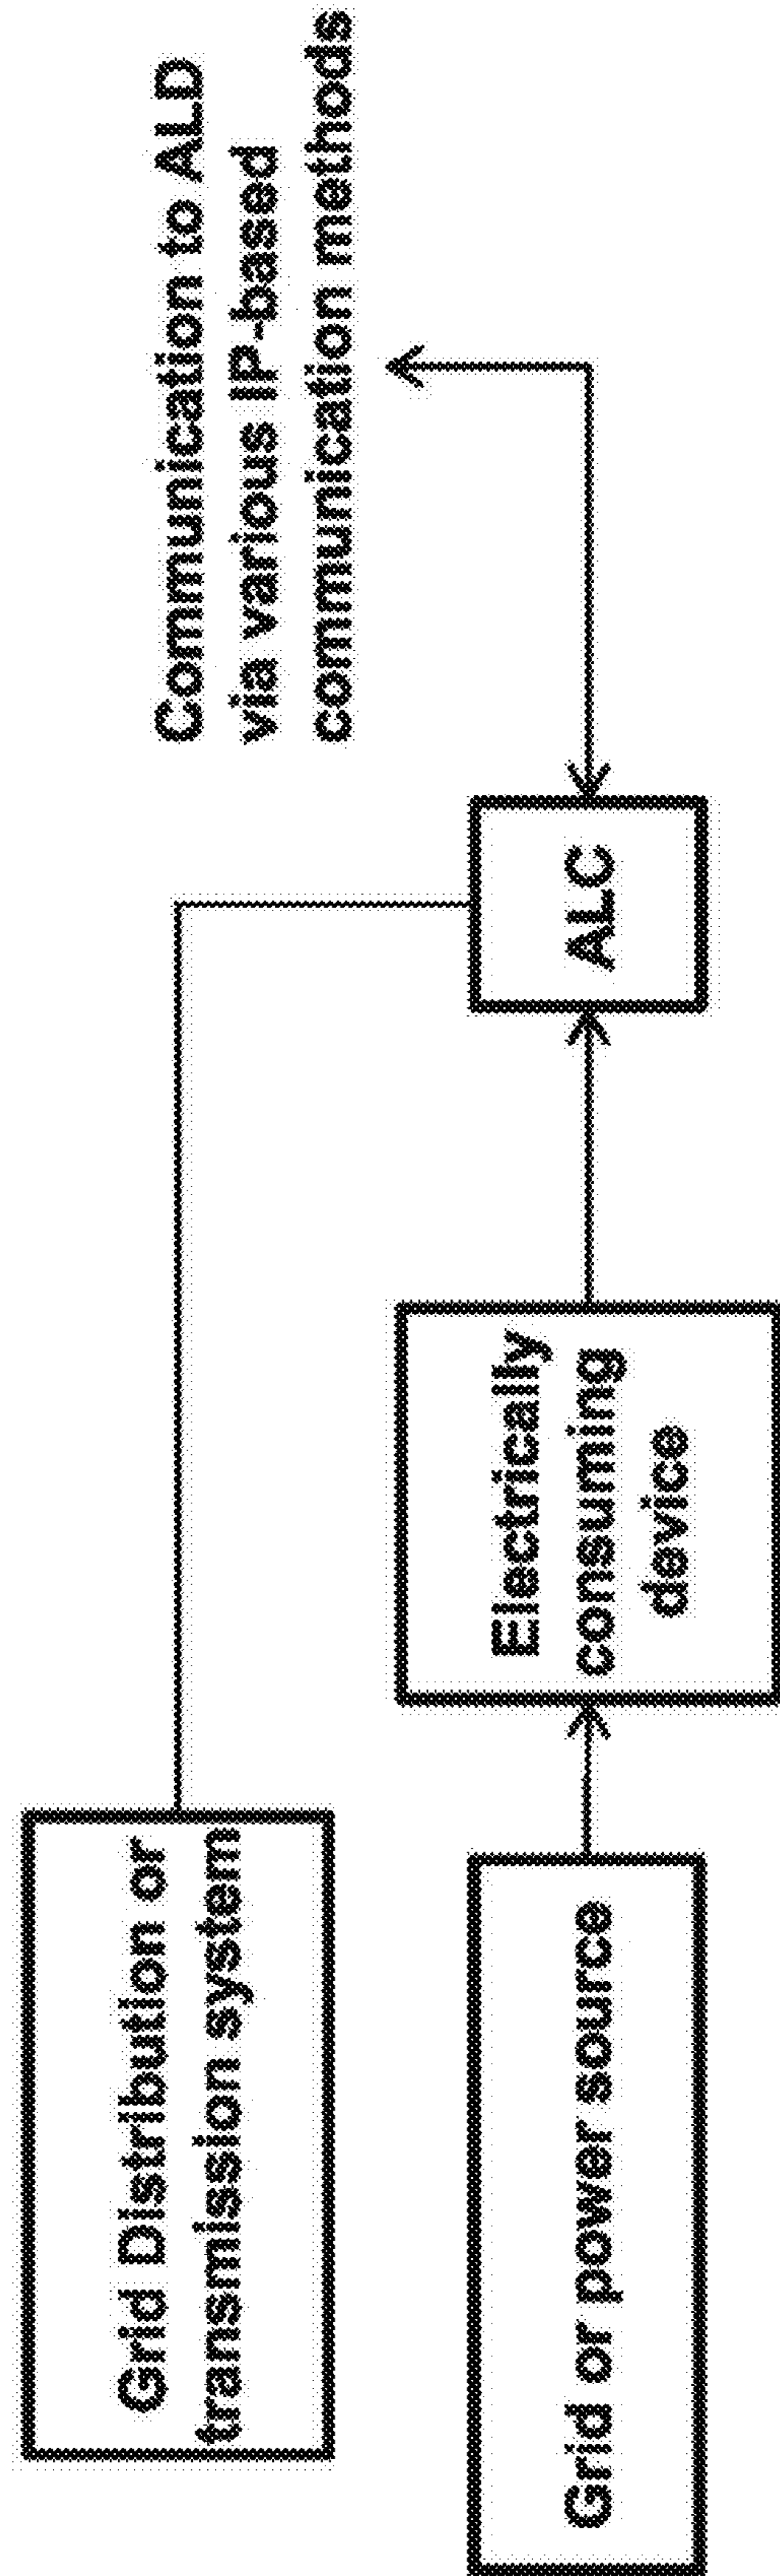 Grid Distribution or
transmission system
Communication to ALD
via various IP-based
communication methods
Grid or power source
Electrically
consuming
device
ALC